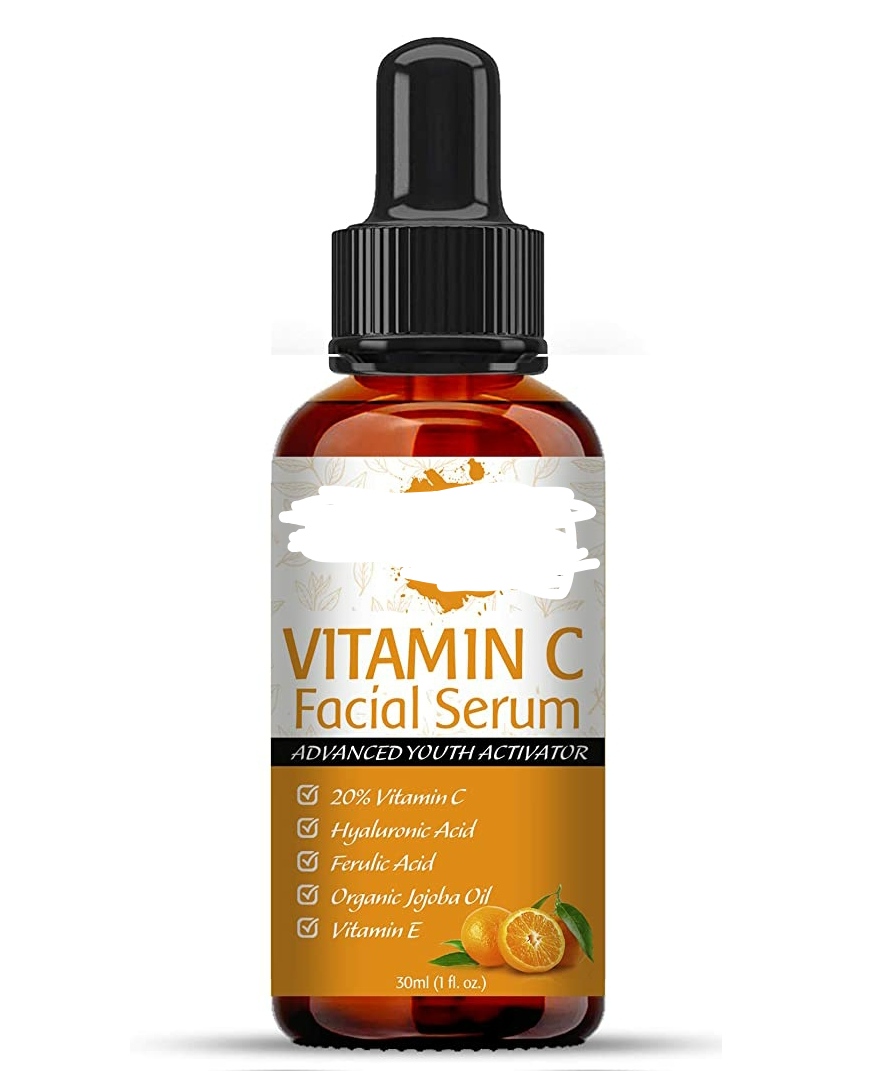 VITAMIN C
Facial Serum
ADVANCED YOUTH ACTIVATOR
20% Vitamin C
Hyaluronic Acid
Ferulic Acid
Organic Jojoba Oil
Vitamin E
30ml (1 fl. oz.)